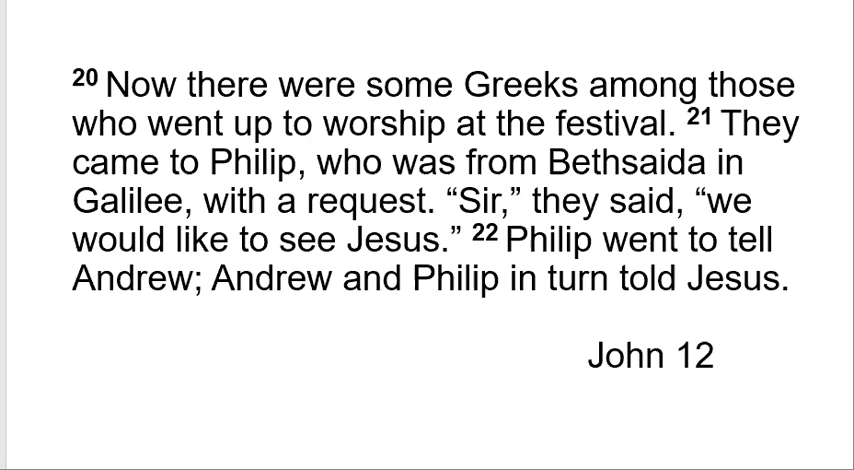 20 Now there were some Greeks among those
who went up to worship at the festival. 21 They
came to Philip, who was from Bethsaida in
Galilee, with a request. “Sir,” they said, “we
would like to see Jesus.” 22 Philip went to tell
Andrew; Andrew and Philip in turn told Jesus.
John 12